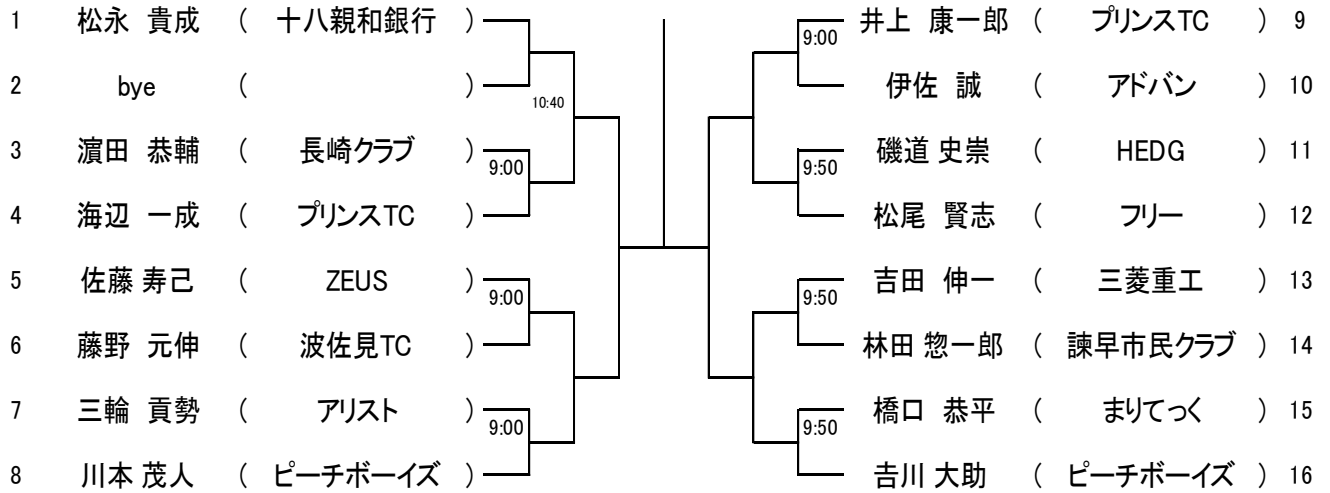 1 松永 貴成 ( 十八親和銀行 ) 井上 康一郎 ( プリンスTC ) 9
9:00
2 bye ( ) 伊佐 誠 ( アドバン ) 10
10:40
3 濵田 恭輔 ( 長崎クラブ ) 磯道 史崇 ( HEDG ) 11
9:00 9:50
4 海辺 一成 ( プリンスTC ) 松尾 賢志 ( フリー ) 12
5 佐藤 寿己 ( ZEUS ) 吉田 伸一 ( 三菱重工 ) 13
9:00 9:50
6 藤野 元伸 ( 波佐見TC ) 林田 惣一郎 ( 諫早市民クラブ ) 14
7 三輪 貢勢 ( アリスト ) 橋口 恭平 ( まりてっく ) 15
9:00 9:50
8 川本 茂人 ( ピーチボーイズ ) 𠮷川 大助 ( ピーチボーイズ ) 16